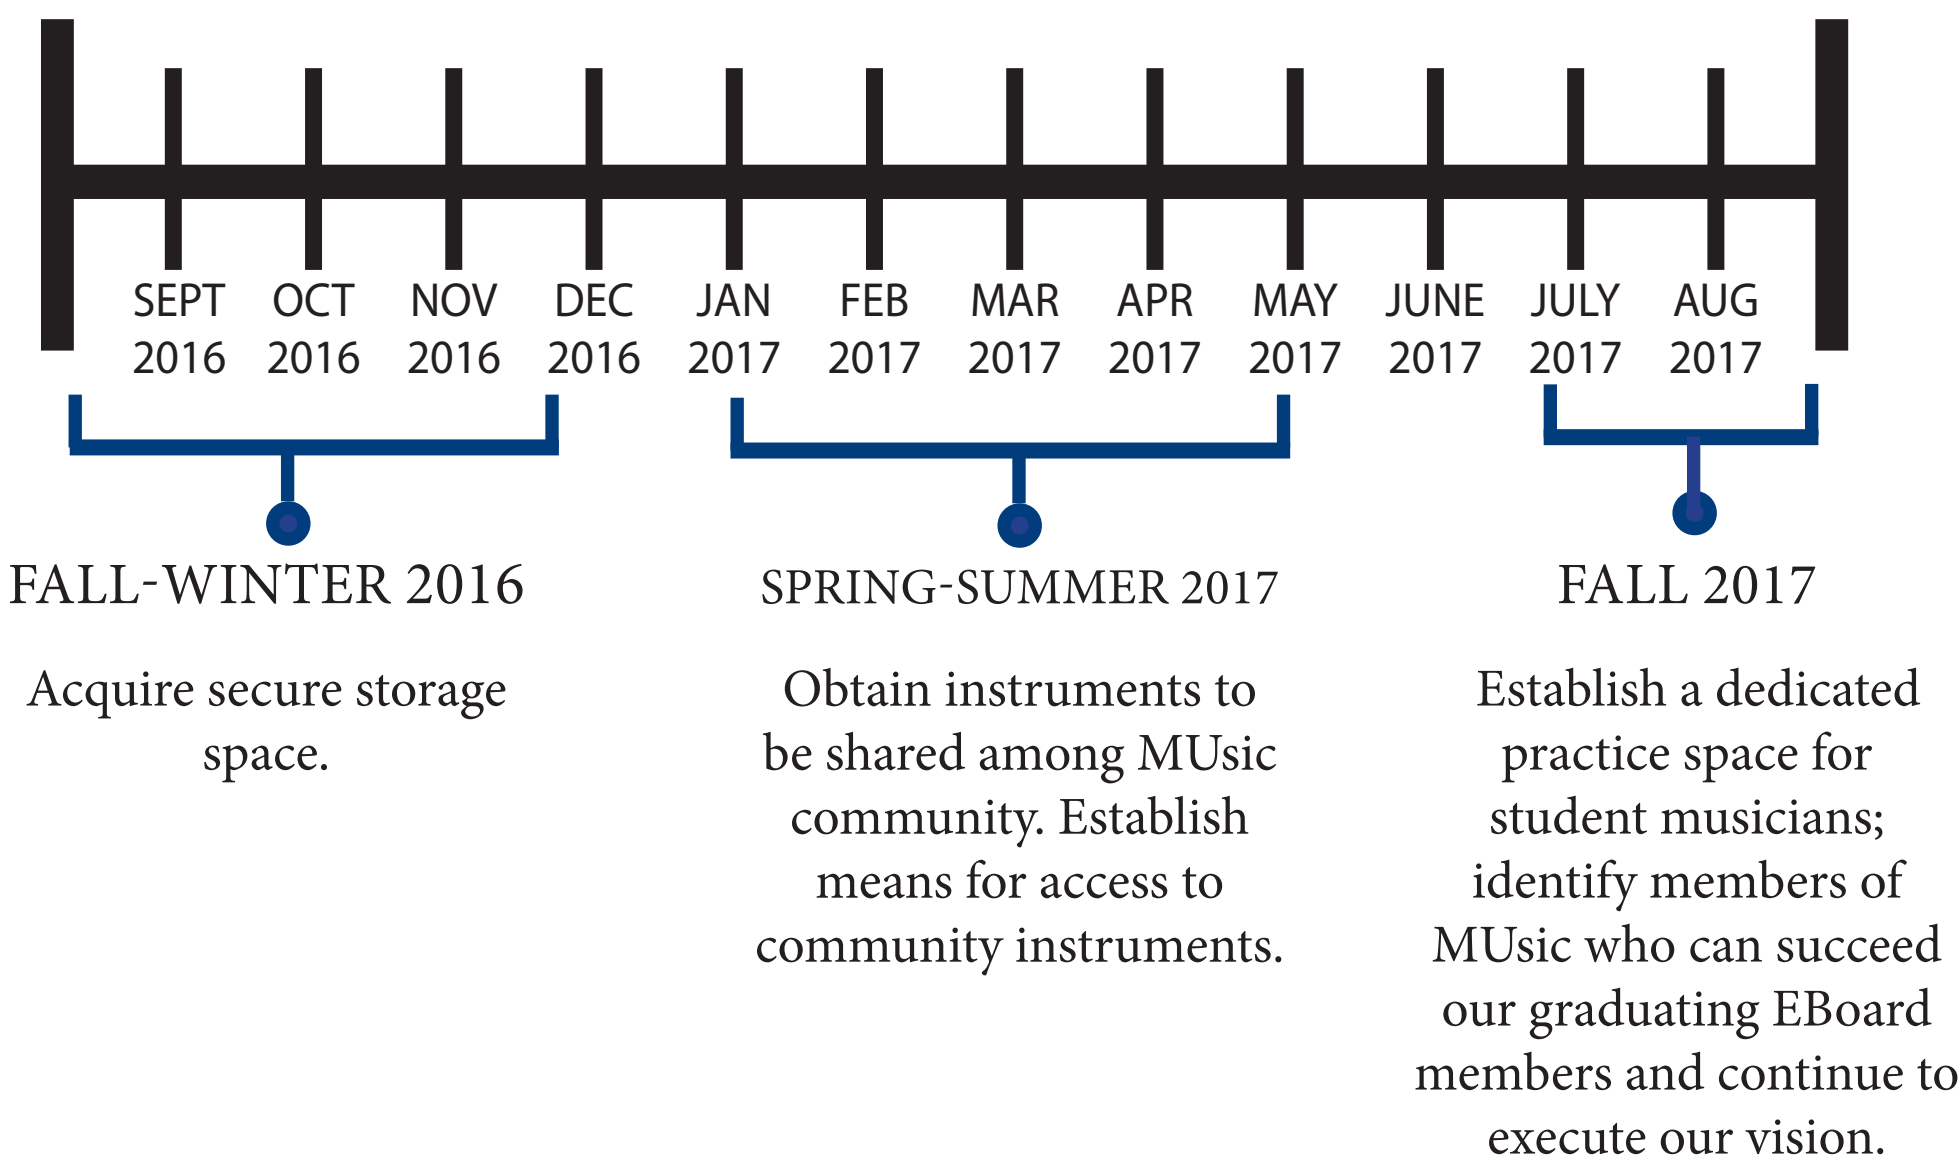 SEPT OCT NOV DEC JAN FEB MAR APR MAY JUNE JULY AUG
2016 2016 2016 2016 2017 2017 2017 2017 2017 2017 2017 2017
FALL-WINTER 2016
Acquire secure storage
space.
SPRING-SUMMER 2017
Obtain instruments to
be shared among MUsic
community. Establish
means for access to
community instruments.
FALL 2017
Establish a dedicated
practice space for
student musicians;
identify members of
MUsic who can succeed
our graduating EBoard
members and continue to
execute our vision.